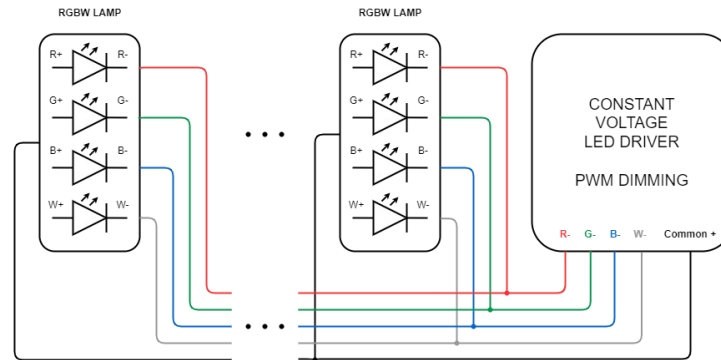 RGBW LAMP
R+ R-
G+ G-
B+ B-
W+ W-
RGBW LAMP
R+ R-
G+ G-
B+ B-
W+ W-
CONSTANT
VOLTAGE
LED DRIVER
PWM DIMMING
R- G- B- W- Common +